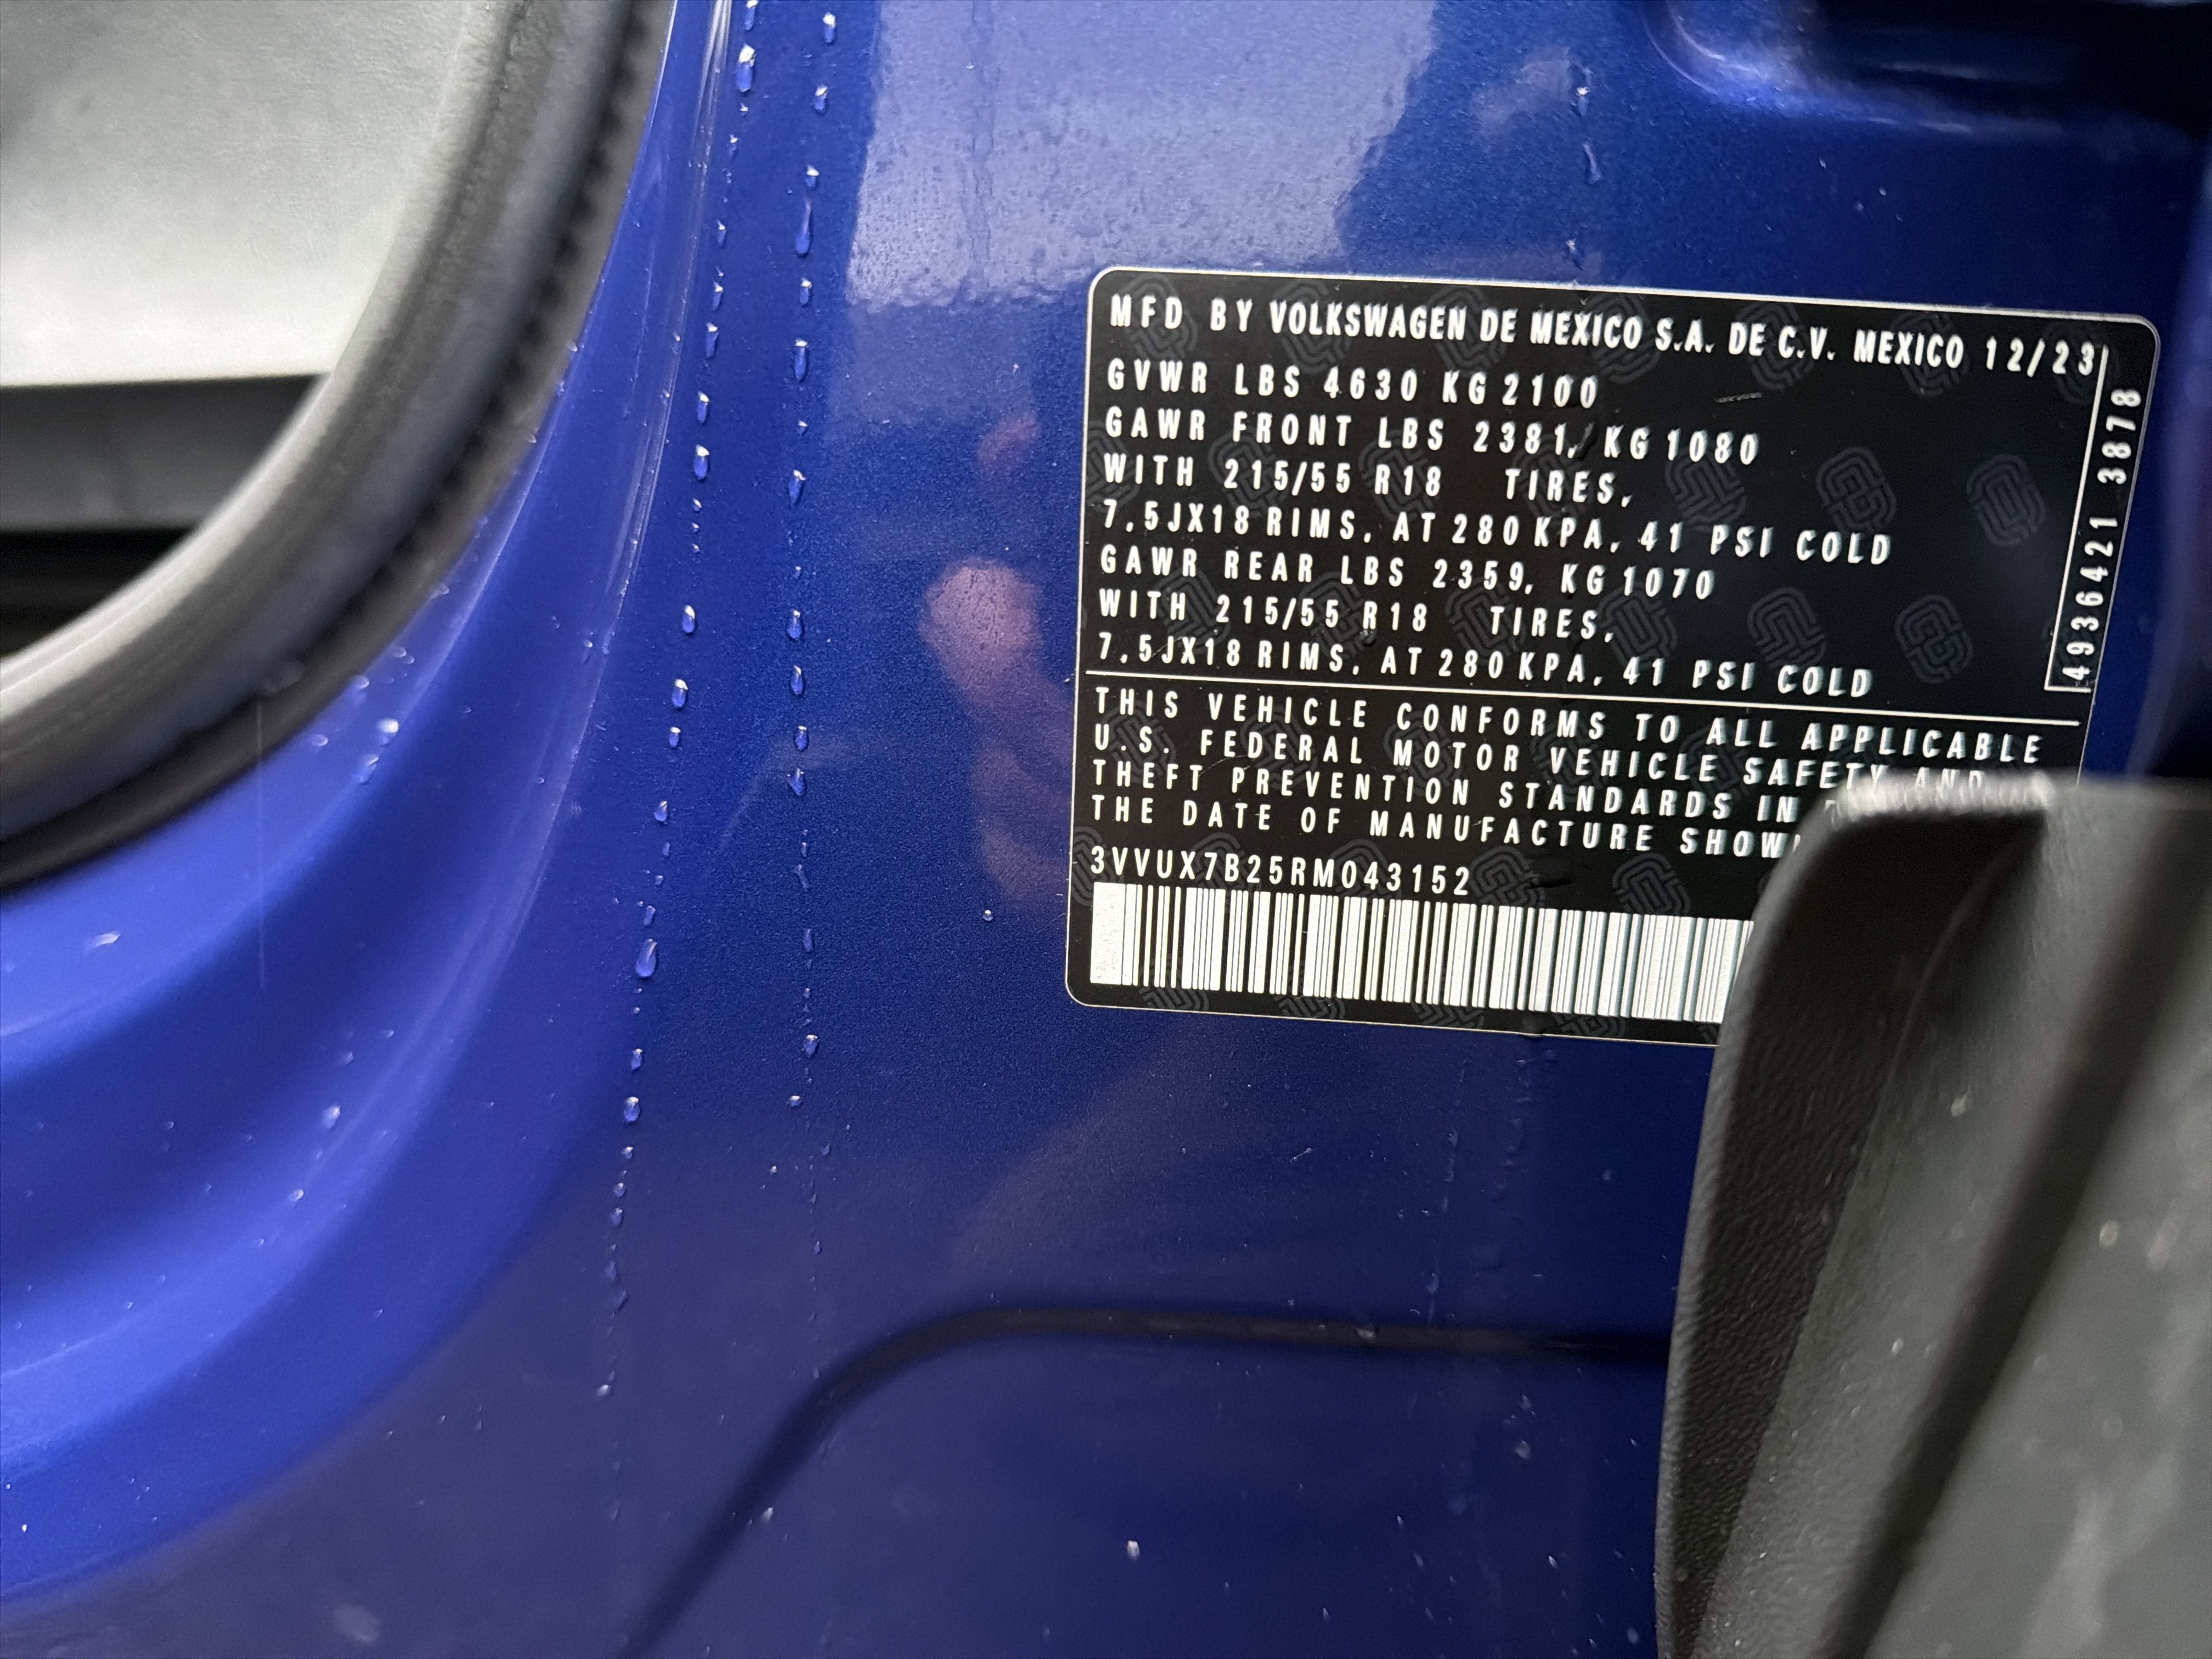 MFD BY VOLKSWAGEN DE MEXICO S.A. DE C.V. MEXICO 12/23
GVWR LBS 4630 KG 2100
GAWR FRONT LBS 2381, KG 1080
WITH 215/55 R18 TIRES,
7,5JX18 RIMS, AT 280 KPA, 41 PSI COLD
GAWR REAR LBS 2359, KG 1070
WITH 215/55 R18 TIRES,
7,5JX18 RIMS, AT 280 KPA, 41 PSI COLD
4936421 3878
THIS VEHICLE CONFORMS TO ALL APPLICABLE
U.S. FEDERAL MOTOR VEHICLE SAFETY AND
THEFT PREVENTION STANDARDS IN
THE DATE OF MANUFACTURE
3VVUX7B25RM043152